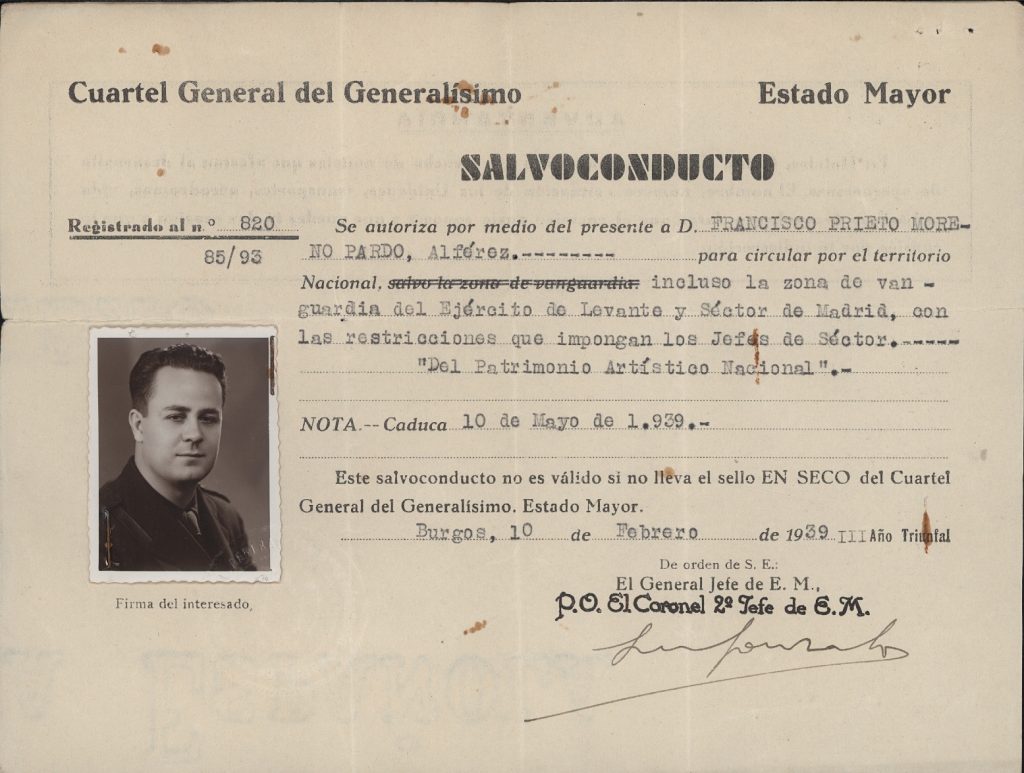 Cuartel General del Generalísimo Estado Mayor
SALVOCONDUCTO
Registrado al n.º 820
85/93
Se autoriza por medio del presente a D. FRANCISCO PRIETO MORE-
NO PARDO, Alférez.--------- para circular por el territorio
Nacional, salvo la zona de vanguardia. incluso la zona de van -
guardia del Ejército de Levante y Séctor de Madrid, con
las restricciones que impongan los Jefes de Séctor.-----
"Del Patrimonio Artístico Nacional".-
NOTA.--Caduca 10 de Mayo de 1.939.-
Este salvoconducto no es válido si no lleva el sello EN SECO del Cuartel
General del Generalísimo. Estado Mayor.
Burgos, 10 de Febrero de 1939 III Año Triunfal
De orden de S. E.:
El General Jefe de E. M.,
P.O. El Coronel 2º Jefe de E.M.
Firma del interesado,